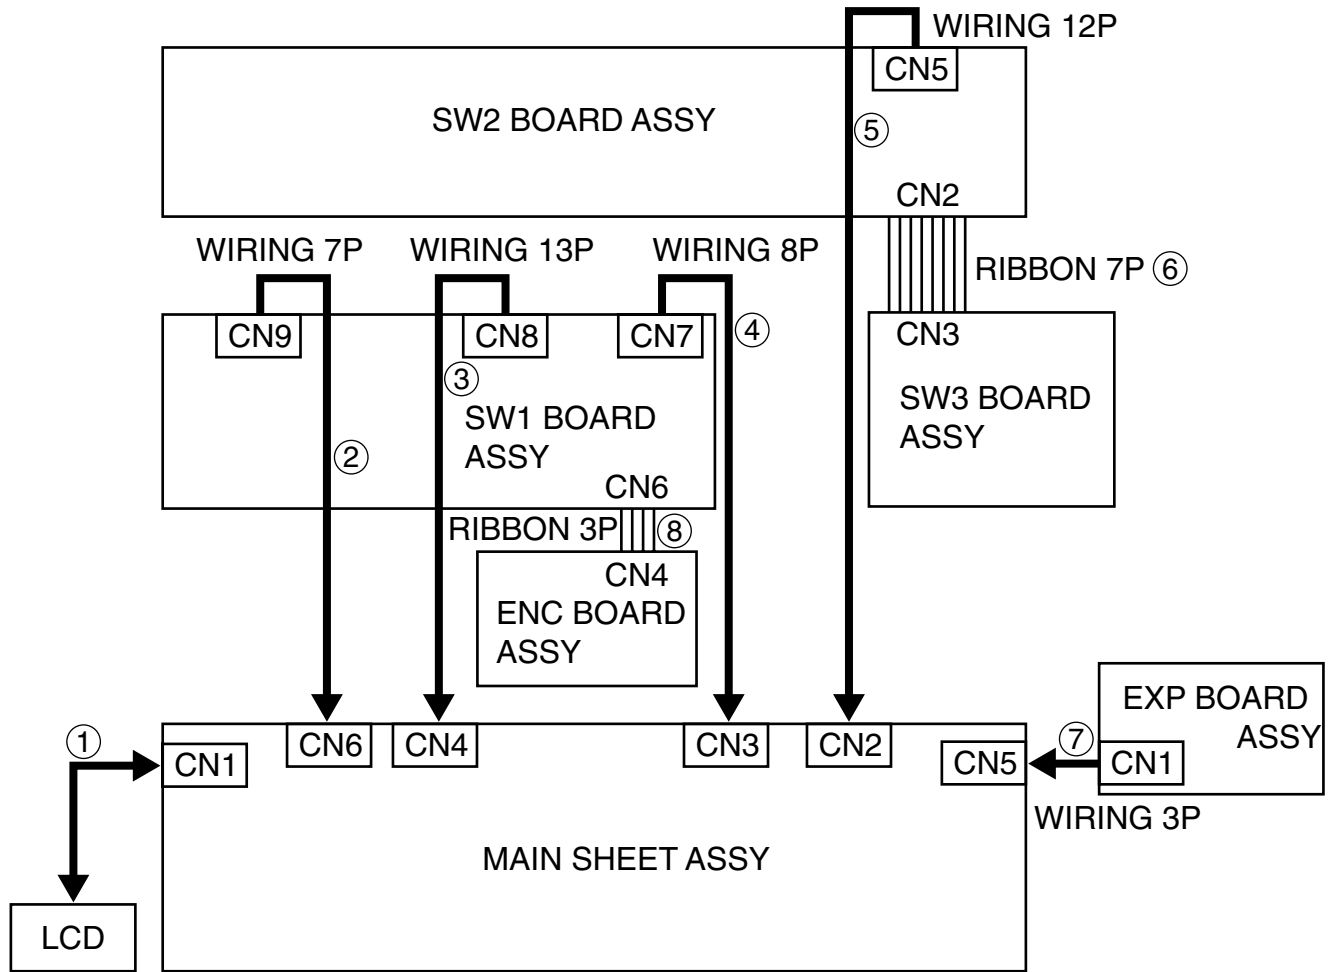 WIRING 12P
CN5
SW2 BOARD ASSY
⑤
CN2
WIRING 7P
WIRING 13P
WIRING 8P
RIBBON 7P ⑥
CN9
CN8
CN7
④
CN3
③
SW3 BOARD
ASSY
SW1 BOARD
ASSY
②
CN6
RIBBON 3P
⑧
CN4
ENC BOARD
ASSY
EXP BOARD
ASSY
①
CN1
CN6
CN4
CN3
CN2
CN5
⑦
CN1
WIRING 3P
MAIN SHEET ASSY
LCD